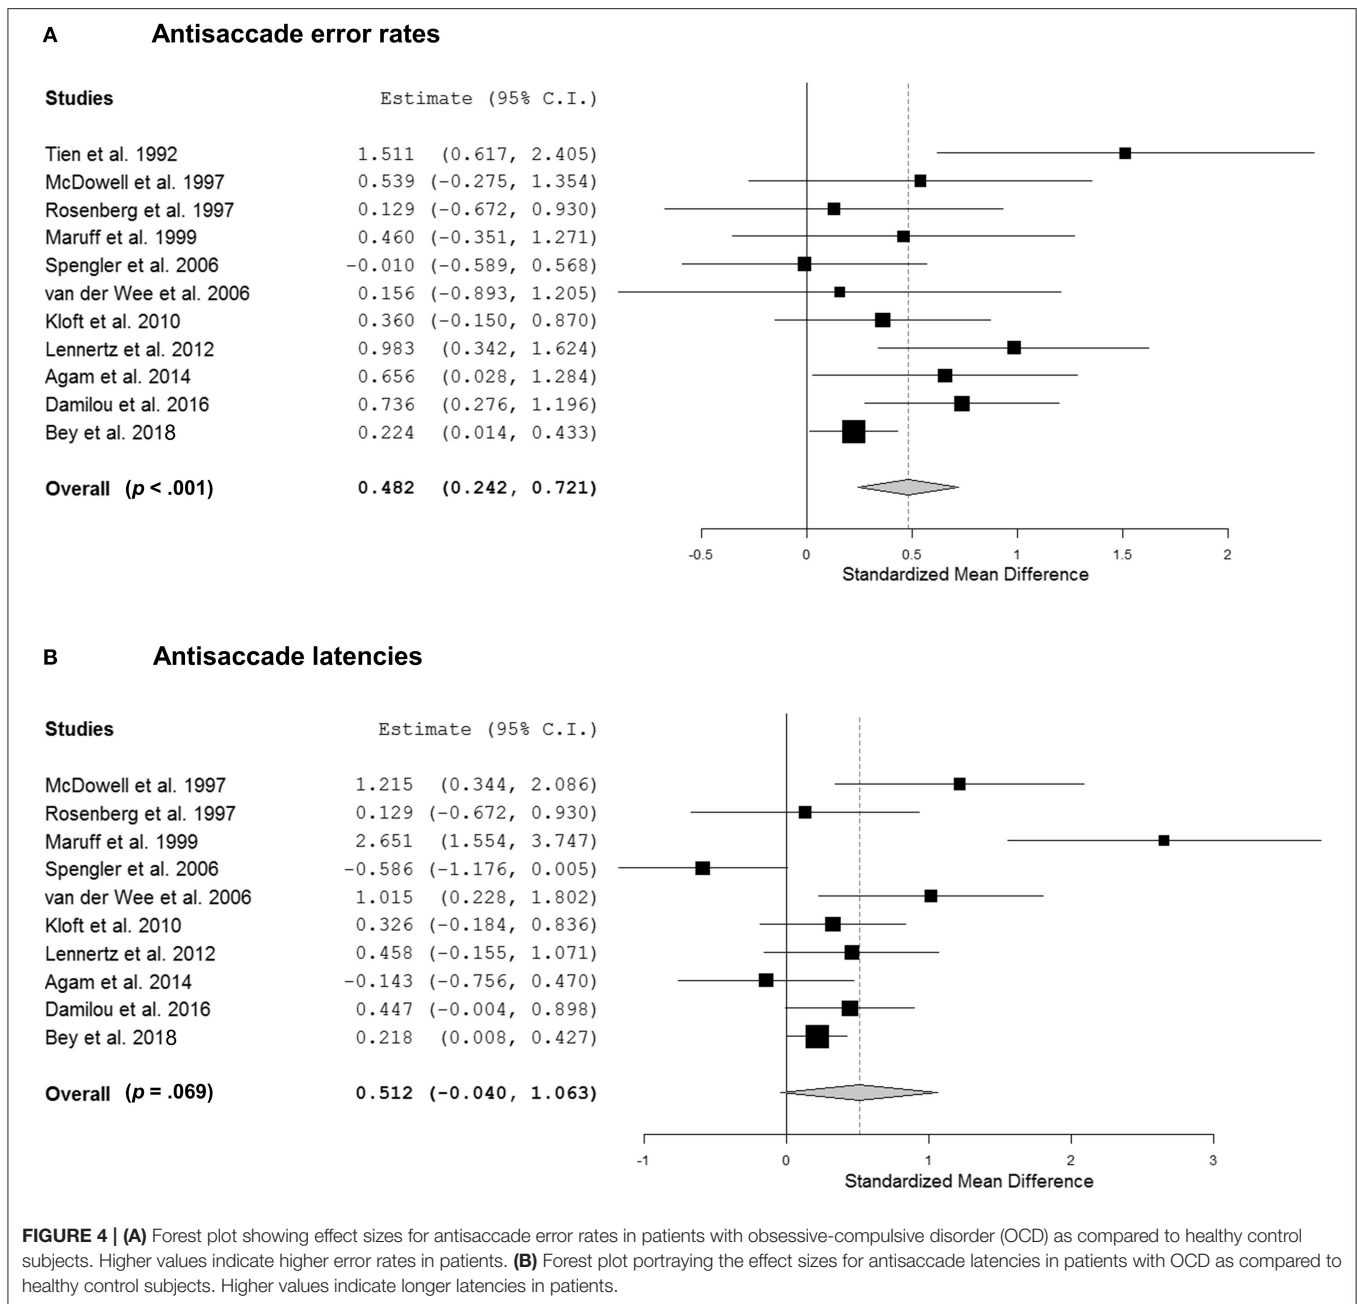 A Antisaccade error rates
Studies Estimate (95% C.I.)
Tien et al. 1992 1.511 (0.617, 2.405)
McDowell et al. 1997 0.539 (-0.275, 1.354)
Rosenberg et al. 1997 0.129 (-0.672, 0.930)
Maruff et al. 1999 0.460 (-0.351, 1.271)
Spengler et al. 2006 -0.010 (-0.589, 0.568)
van der Wee et al. 2006 0.156 (-0.893, 1.205)
Kloft et al. 2010 0.360 (-0.150, 0.870)
Lennertz et al. 2012 0.983 (0.342, 1.624)
Agam et al. 2014 0.656 (0.028, 1.284)
Damilou et al. 2016 0.736 (0.276, 1.196)
Bey et al. 2018 0.224 (0.014, 0.433)
Overall (p < .001) 0.482 (0.242, 0.721)
-0.5 0 0.5 1 1.5 2
Standardized Mean Difference
B Antisaccade latencies
Studies Estimate (95% C.I.)
McDowell et al. 1997 1.215 (0.344, 2.086)
Rosenberg et al. 1997 0.129 (-0.672, 0.930)
Maruff et al. 1999 2.651 (1.554, 3.747)
Spengler et al. 2006 -0.586 (-1.176, 0.005)
van der Wee et al. 2006 1.015 (0.228, 1.802)
Kloft et al. 2010 0.326 (-0.184, 0.836)
Lennertz et al. 2012 0.458 (-0.155, 1.071)
Agam et al. 2014 -0.143 (-0.756, 0.470)
Damilou et al. 2016 0.447 (-0.004, 0.898)
Bey et al. 2018 0.218 (0.008, 0.427)
Overall (p = .069) 0.512 (-0.040, 1.063)
-1 0 1 2 3
Standardized Mean Difference
FIGURE 4 | (A) Forest plot showing effect sizes for antisaccade error rates in patients with obsessive-compulsive disorder (OCD) as compared to healthy control
subjects. Higher values indicate higher error rates in patients. (B) Forest plot portraying the effect sizes for antisaccade latencies in patients with OCD as compared to
healthy control subjects. Higher values indicate longer latencies in patients.